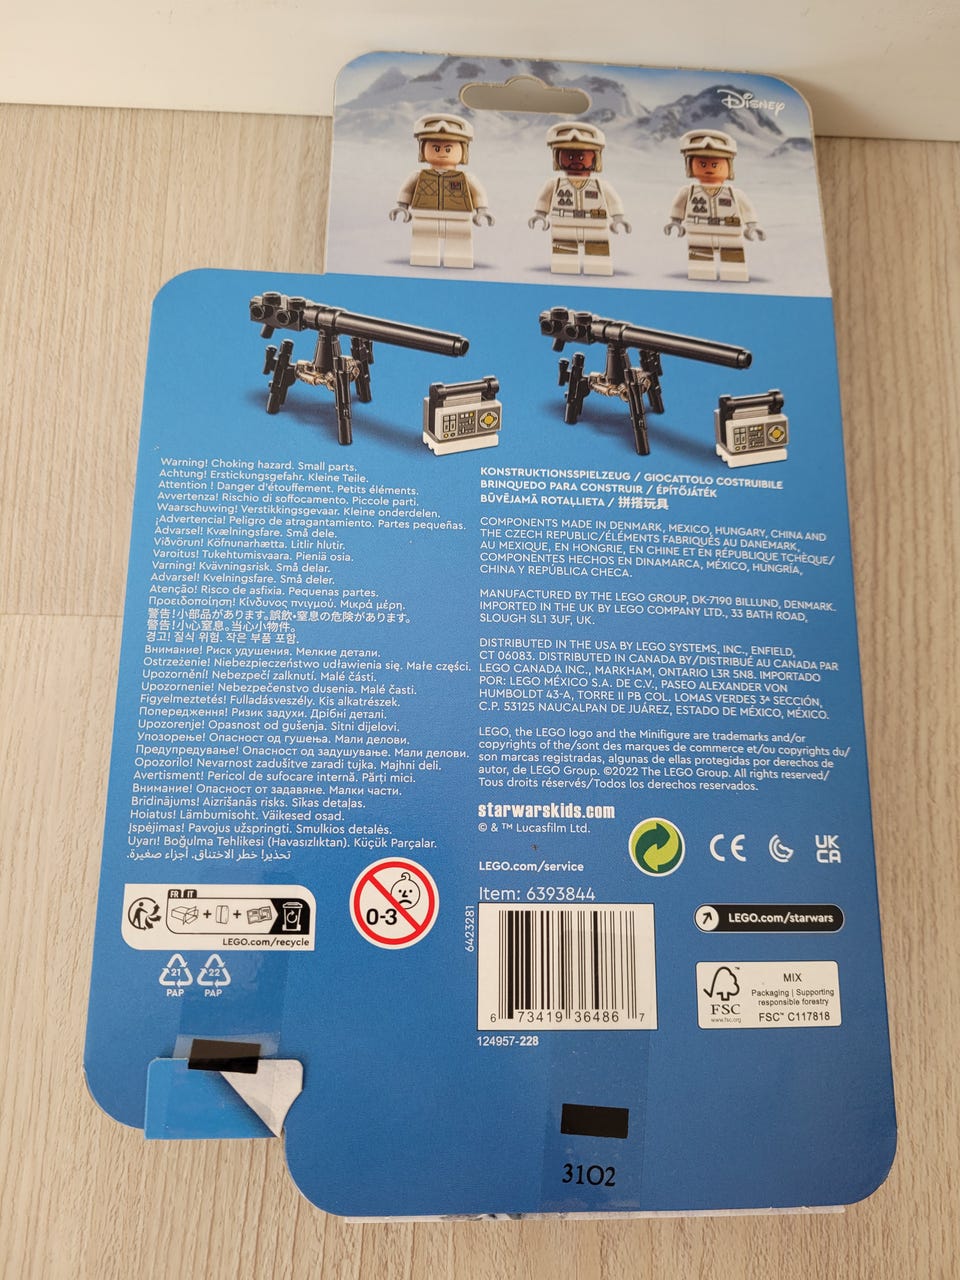 Disney
Warning! Choking hazard. Small parts.
Achtung! Erstickungsgefahr. Kleine Teile.
Attention ! Danger d'étouffement. Petits éléments.
Avvertenza! Rischio di soffocamento. Piccole parti.
Waarschuwing! Verstikkingsgevaar. Kleine onderdelen.
¡Advertencia! Peligro de atragantamiento. Partes pequeñas.
Advarsel! Kvælningsfare. Små dele.
Viðvörun! Köfnunarhætta. Litlir hlutir.
Varoitus! Tukehtumisvaara. Pieniä osia.
Varning! Kvävningsrisk. Små delar.
Advarsel! Kvelningsfare. Små deler.
Atenção! Risco de asfixia. Pequenas partes.
Προειδοποίηση! Κίνδυνος πνιγμού. Μικρά μέρη.
警告!小部品があります。誤飲・窒息の危険があります。
警告!小心窒息。当心小物件。
경고! 질식 위험. 작은 부품 포함.
Внимание! Риск удушения. Мелкие детали.
Ostrzeżenie! Niebezpieczeństwo udławienia się. Małe części.
Upozornění! Nebezpečí zalknutí. Malé části.
Upozornenie! Nebezpečenstvo dusenia. Malé časti.
Figyelmeztetés! Fulladásveszély. Kis alkatrészek.
Попередження! Ризик задухи. Дрібні деталі.
Upozorenje! Opasnost od gušenja. Sitni dijelovi.
Упозорење! Опасност од гушења. Мали делови.
Предупредување! Опасност од задушување. Мали делови.
Opozorilo! Nevarnost zadušitve zaradi tujka. Majhni deli.
Avertisment! Pericol de sufocare internă. Părți mici.
Внимание! Опасност от задавяне. Малки части.
Brīdinājums! Aizrīšanās risks. Sīkas detaļas.
Hoiatus! Lämbumisoht. Väikesed osad.
Įspėjimas! Pavojus užspringti. Smulkios detalės.
Uyarı! Boğulma Tehlikesi (Havasızlıktan). Küçük Parçalar.
تحذير! خطر الاختناق. أجزاء صغيرة.
KONSTRUKTIONSSPIELZEUG / GIOCATTOLO COSTRUIBILE
BRINQUEDO PARA CONSTRUIR / ÉPÍTŐJÁTÉK
BŪVĒJAMĀ ROTAĻLIETA / 拼搭玩具
COMPONENTS MADE IN DENMARK, MEXICO, HUNGARY, CHINA AND
THE CZECH REPUBLIC/ÉLÉMENTS FABRIQUÉS AU DANEMARK,
AU MEXIQUE, EN HONGRIE, EN CHINE ET EN RÉPUBLIQUE TCHÈQUE/
COMPONENTES HECHOS EN DINAMARCA, MÉXICO, HUNGRÍA,
CHINA Y REPÚBLICA CHECA.
MANUFACTURED BY THE LEGO GROUP, DK-7190 BILLUND, DENMARK.
IMPORTED IN THE UK BY LEGO COMPANY LTD., 33 BATH ROAD,
SLOUGH SL1 3UF, UK.
DISTRIBUTED IN THE USA BY LEGO SYSTEMS, INC., ENFIELD,
CT 06083. DISTRIBUTED IN CANADA BY/DISTRIBUÉ AU CANADA PAR
LEGO CANADA INC., MARKHAM, ONTARIO L3R 5N8. IMPORTADO
POR: LEGO MÉXICO S.A. DE C.V., PASEO ALEXANDER VON
HUMBOLDT 43-A, TORRE II PB COL. LOMAS VERDES 3ª SECCIÓN,
C.P. 53125 NAUCALPAN DE JUÁREZ, ESTADO DE MÉXICO, MÉXICO.
LEGO, the LEGO logo and the Minifigure are trademarks and/or
copyrights of the/sont des marques de commerce et/ou copyrights du/
son marcas registradas, algunas de ellas protegidas por derechos de
autor, de LEGO Group. ©2022 The LEGO Group. All rights reserved/
Tous droits réservés/Todos los derechos reservados.
starwarskids.com
© & ™ Lucasfilm Ltd.
LEGO.com/service
CE
UK
CA
Item: 6393844
6423281
6 73419 36486 7
124957-228
LEGO.com/starwars
FSC™
www.fsc.org
MIX
Packaging | Supporting
responsible forestry
FSC™ C117818
FR IT
+ +
LEGO.com/recycle
0-3
21 22
PAP PAP
3102